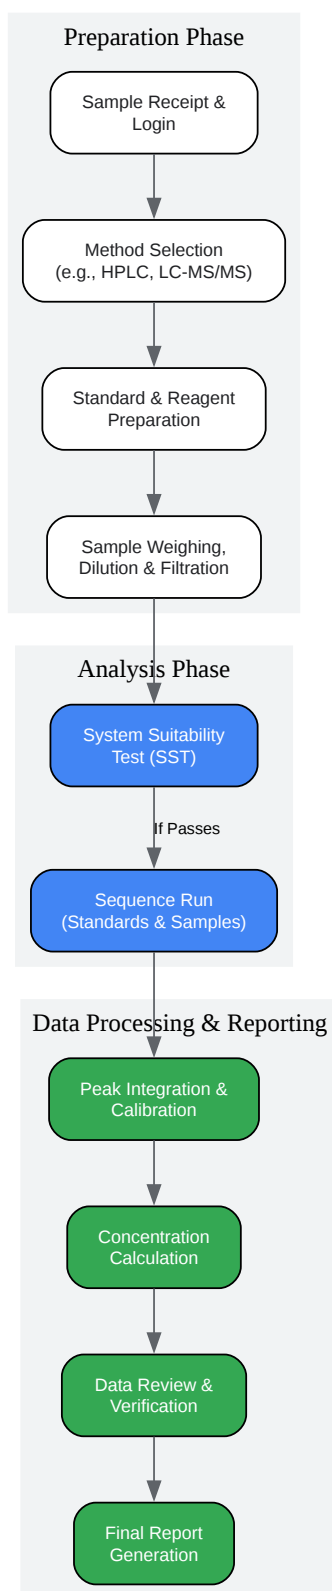 Preparation Phase
Sample Receipt &
Login
Method Selection
(e.g., HPLC, LC-MS/MS)
Standard & Reagent
Preparation
Sample Weighing,
Dilution & Filtration
Analysis Phase
System Suitability
Test (SST)
If Passes
Sequence Run
(Standards & Samples)
Data Processing & Reporting
Peak Integration &
Calibration
Concentration
Calculation
Data Review &
Verification
Final Report
Generation